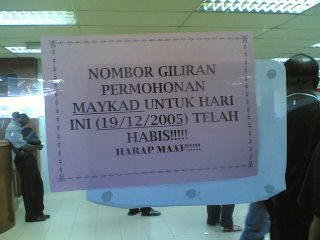 NOMBOR GILIRAN
PERMOHONAN
MAYKAD UNTUK HARI
INI (19/12/2005) TELAH
HABIS!!!!!
HARAP MAAF!!!!!